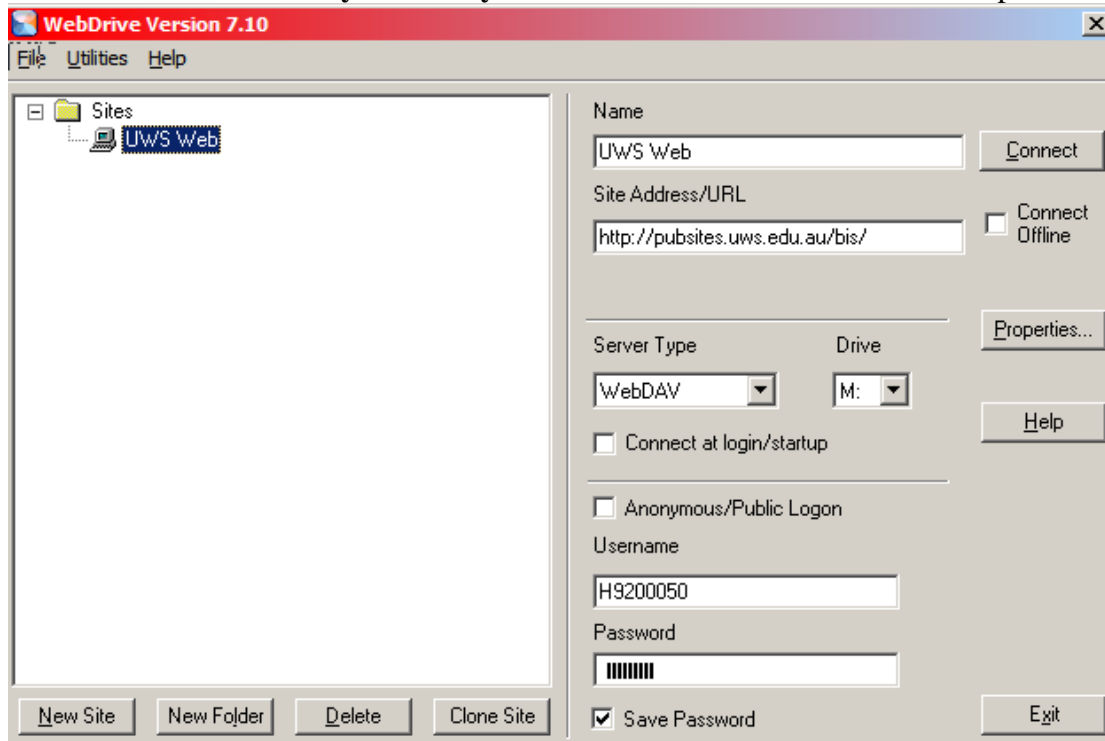 WebDrive Version 7.10
File Utilities Help
Sites
UWS Web
Name
UWS Web
Connect
Site Address/URL
http://pubsites.uws.edu.au/bis/
Connect
Offline
Properties...
Server Type Drive
WebDAV M:
Help
Connect at login/startup
Anonymous/Public Logon
Username
H9200050
Password
New Site New Folder Delete Clone Site
Save Password
Exit